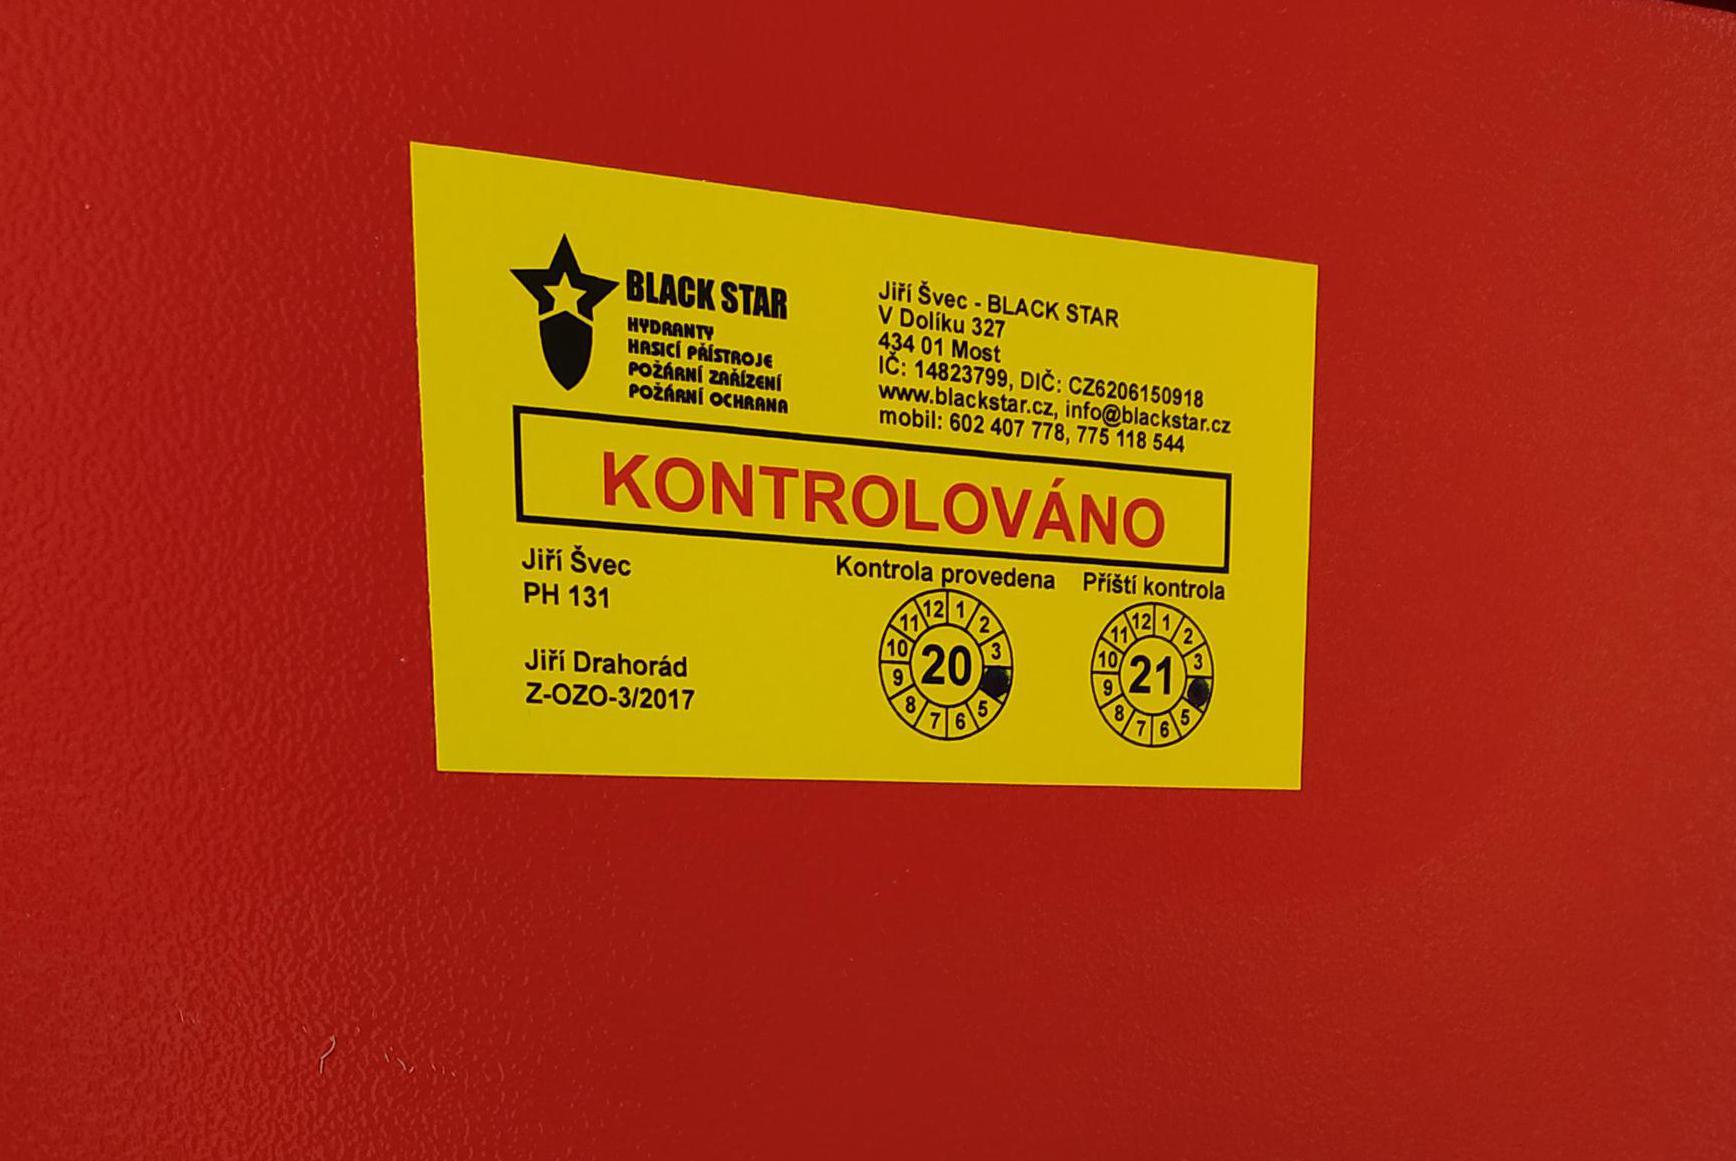 BLACK STAR
HYDRANTY
HASICÍ PŘÍSTROJE
POŽÁRNÍ ZAŘÍZENÍ
POŽÁRNÍ OCHRANA
Jiří Švec - BLACK STAR
V Dolíku 327
434 01 Most
IČ: 14823799, DIČ: CZ6206150918
www.blackstar.cz, info@blackstar.cz
mobil: 602 407 778, 775 118 544
KONTROLOVÁNO
Jiří Švec
PH 131
Jiří Drahorád
Z-OZO-3/2017
Kontrola provedena
12 1 2 3 5 6 7 8 9 10 11
20
Příští kontrola
12 1 2 3 5 6 7 8 9 10 11
21